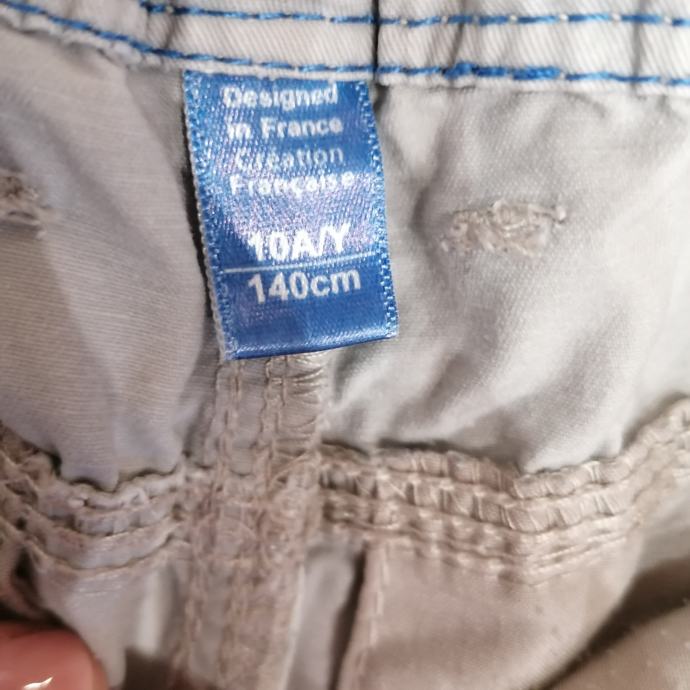 Designed
in France
Création
Française
10A/Y
140cm